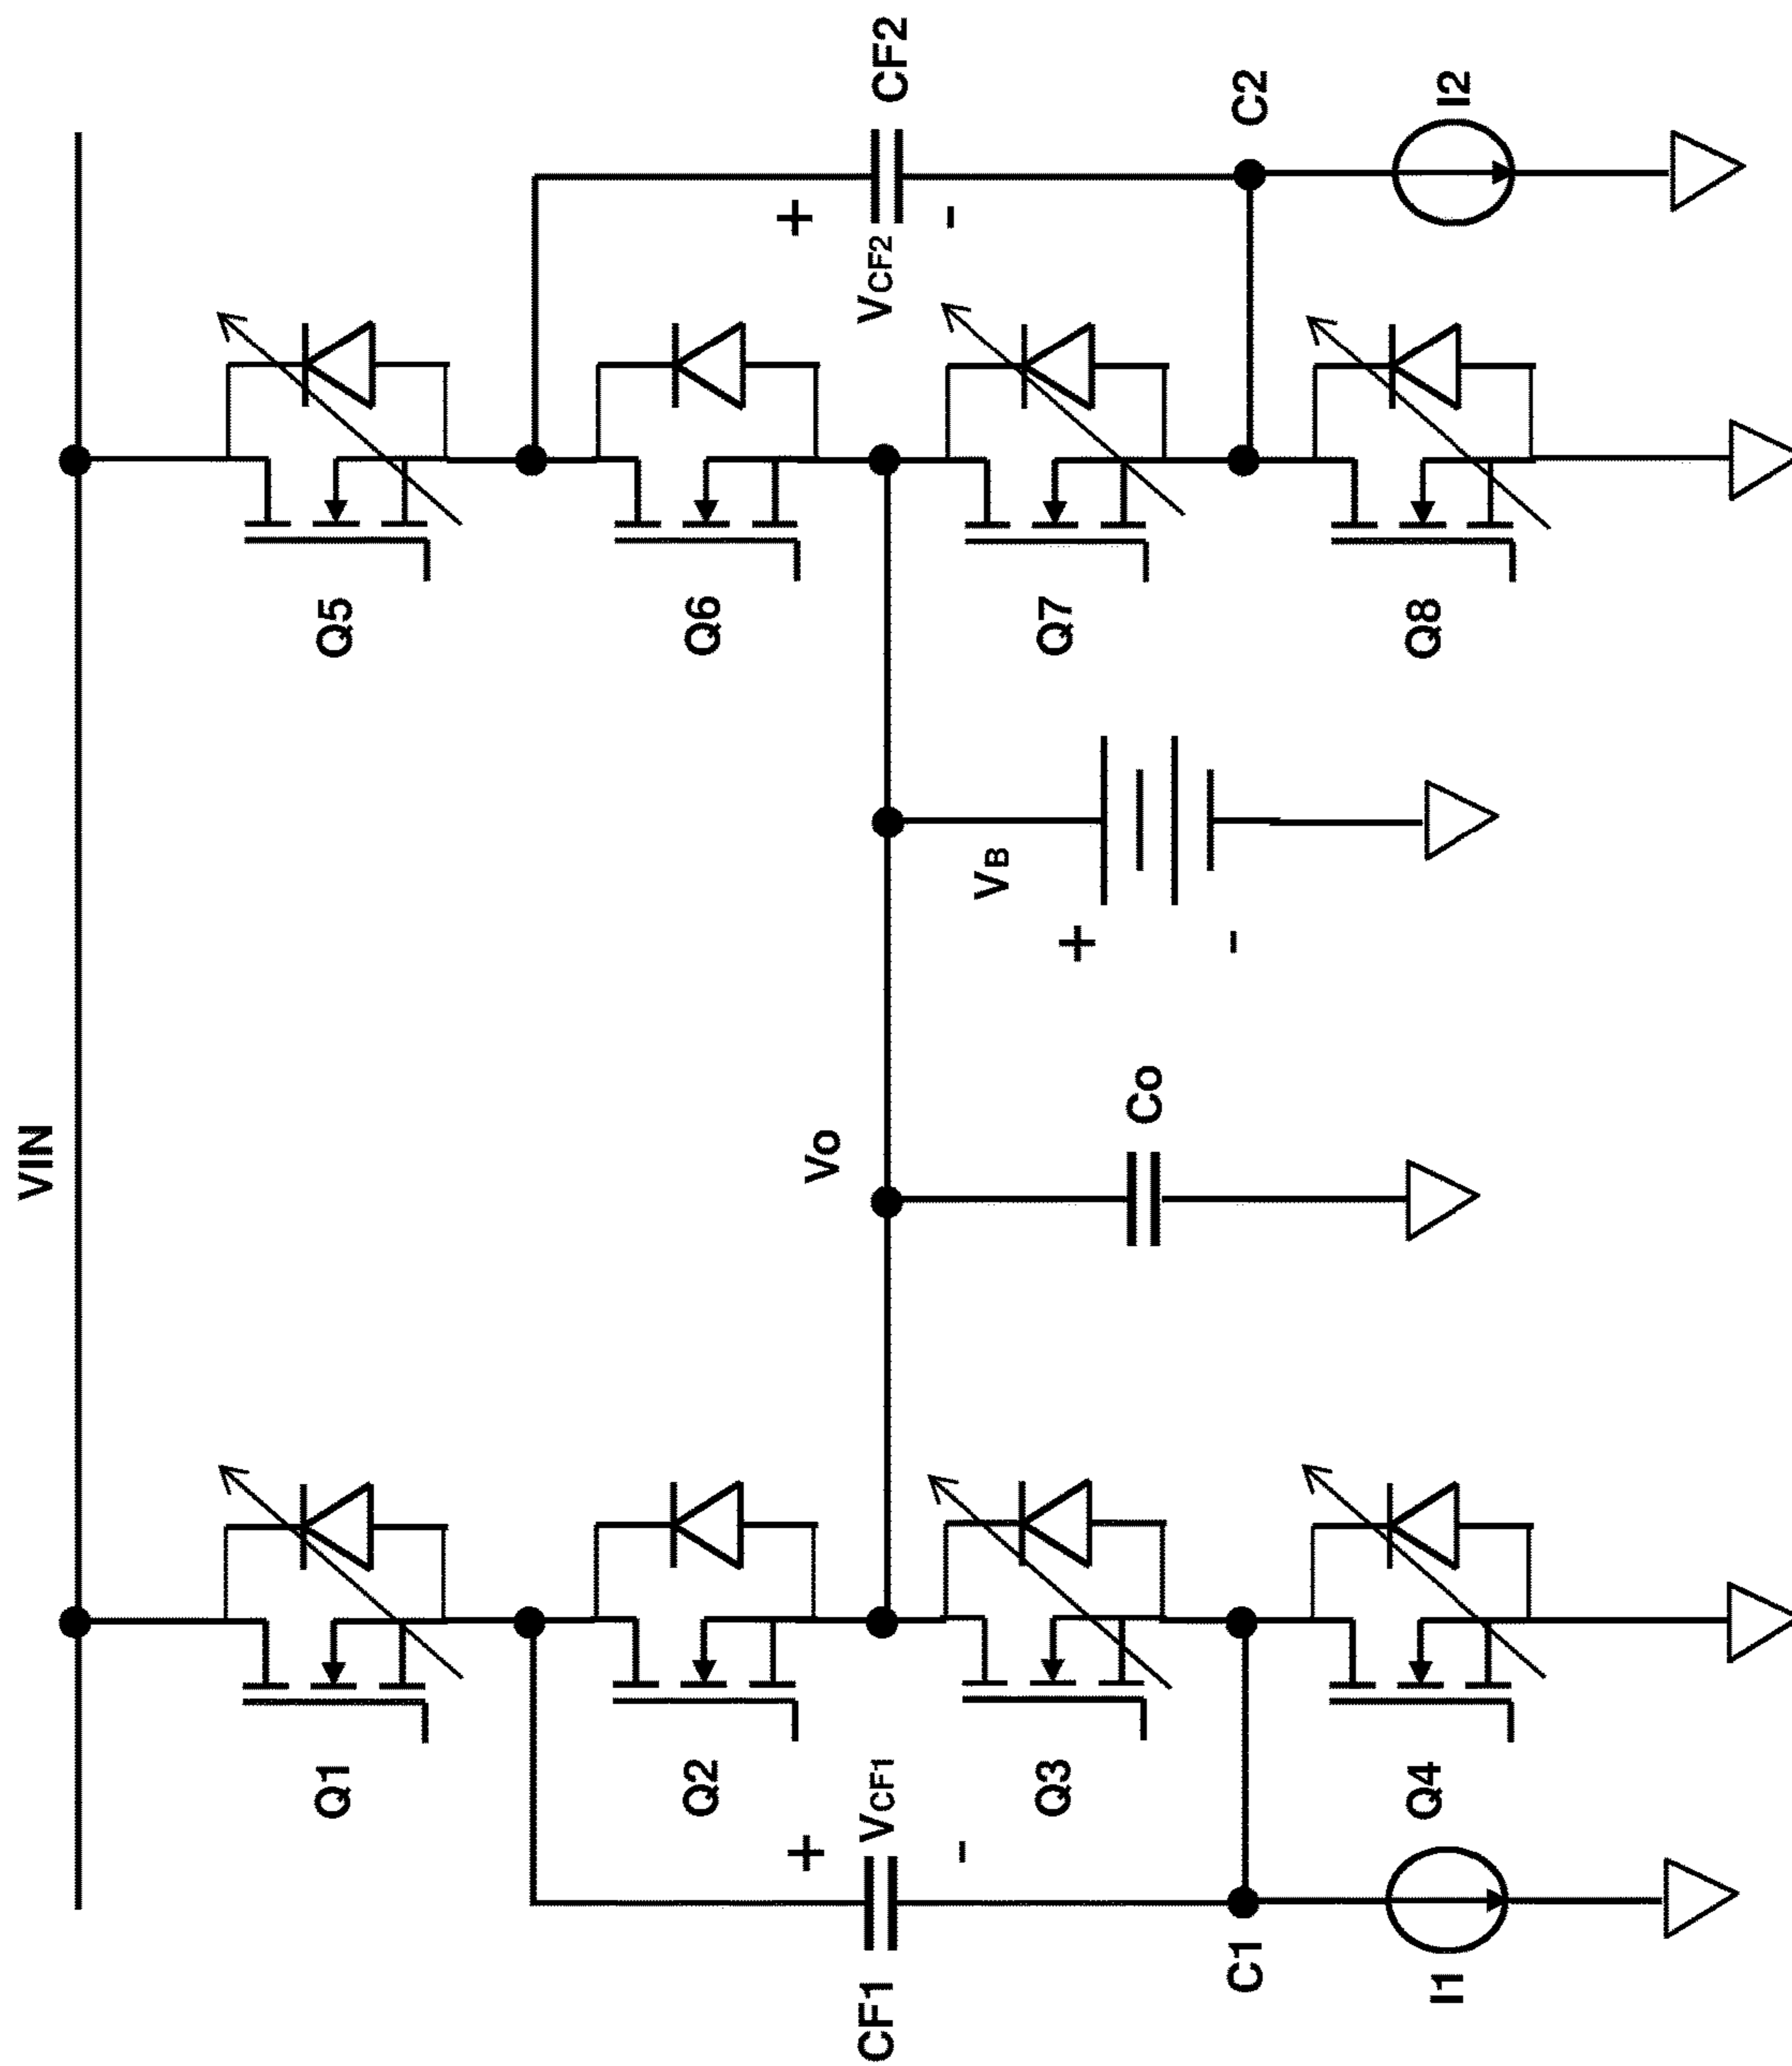 VIN
Q1
Q5
Q2
Q6
CF1
+
VCF1
-
Vo
VCF2
+
-
CF2
Q3
Co
+
VB
-
Q7
C1
C2
Q4
Q8
I1
I2